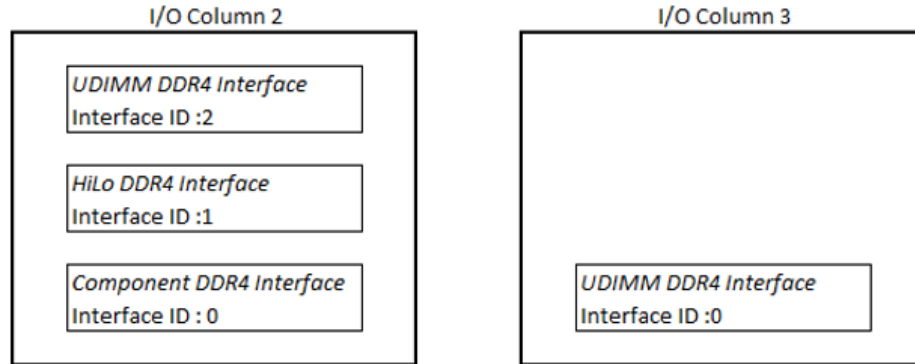 I/O Column 2
UDIMM DDR4 Interface
Interface ID :2
HiLo DDR4 Interface
Interface ID :1
Component DDR4 Interface
Interface ID : 0
I/O Column 3
UDIMM DDR4 Interface
Interface ID :0